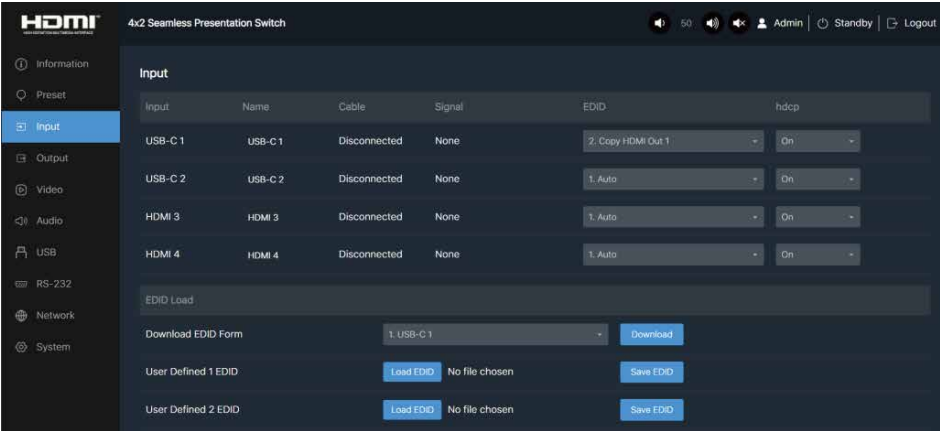 HDMI
HIGH-DEFINITION MULTIMEDIA INTERFACE
4x2 Seamless Presentation Switch
50
Admin
Standby
Logout
Information
Preset
Input
Output
Video
Audio
USB
RS-232
Network
System
Input
Input Name Cable Signal EDID hdcp
USB-C 1 USB-C 1 Disconnected None 2. Copy HDMI Out 1 On
USB-C 2 USB-C 2 Disconnected None 1. Auto On
HDMI 3 HDMI 3 Disconnected None 1. Auto On
HDMI 4 HDMI 4 Disconnected None 1. Auto On
EDID Load
Download EDID Form 1. USB-C 1 Download
User Defined 1 EDID Load EDID No file chosen Save EDID
User Defined 2 EDID Load EDID No file chosen Save EDID